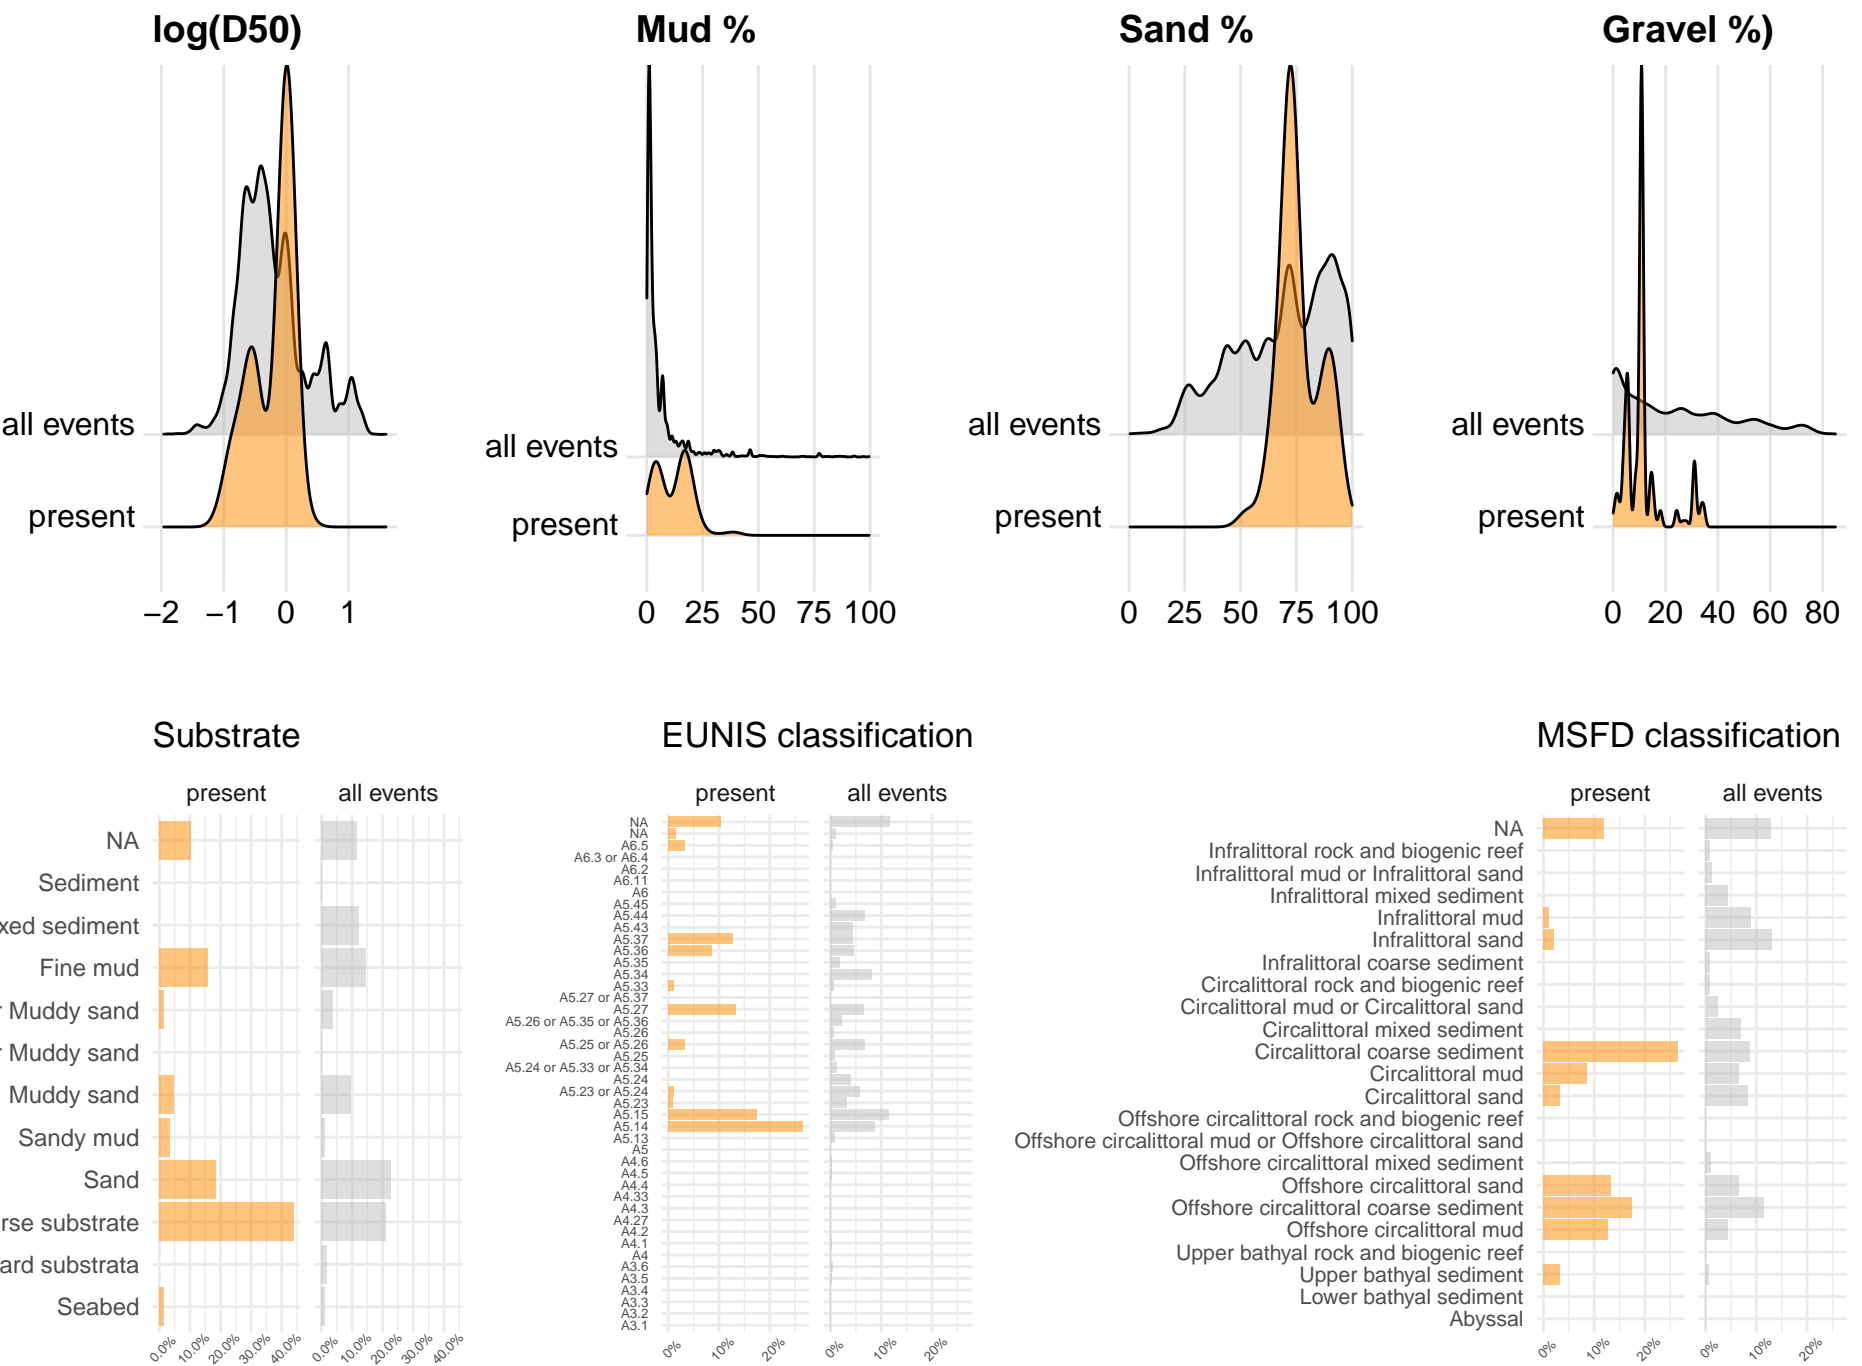 log(D50) Mud % Sand % Gravel %)
all events all events all events all events
present present present present
−2 −1 0 1 0 25 50 75 100 0 25 50 75 100 0 20 40 60 80
Substrate
present all events
NA
Sediment
xed sediment
Fine mud
r Muddy sand
r Muddy sand
Muddy sand
Sandy mud
Sand
rse substrate
ard substrata
Seabed
0.0% 10.0% 20.0% 30.0% 40.0% 0.0% 10.0% 20.0% 30.0% 40.0%
EUNIS classification
present all events
NA
NA
A6.5
A6.3 or A6.4
A6.2
A6.11
A6
A5.45
A5.44
A5.43
A5.37
A5.36
A5.35
A5.34
A5.33
A5.27 or A5.37
A5.27
A5.26 or A5.35 or A5.36
A5.26
A5.25 or A5.26
A5.25
A5.24 or A5.33 or A5.34
A5.24
A5.23 or A5.24
A5.23
A5.15
A5.14
A5.13
A5
A4.6
A4.5
A4.4
A4.33
A4.3
A4.27
A4.2
A4.1
A4
A3.6
A3.5
A3.4
A3.3
A3.2
A3.1
0% 10% 20% 0% 10% 20%
MSFD classification
present all events
NA
Infralittoral rock and biogenic reef
Infralittoral mud or Infralittoral sand
Infralittoral mixed sediment
Infralittoral mud
Infralittoral sand
Infralittoral coarse sediment
Circalittoral rock and biogenic reef
Circalittoral mud or Circalittoral sand
Circalittoral mixed sediment
Circalittoral coarse sediment
Circalittoral mud
Circalittoral sand
Offshore circalittoral rock and biogenic reef
Offshore circalittoral mud or Offshore circalittoral sand
Offshore circalittoral mixed sediment
Offshore circalittoral sand
Offshore circalittoral coarse sediment
Offshore circalittoral mud
Upper bathyal rock and biogenic reef
Upper bathyal sediment
Lower bathyal sediment
Abyssal
0% 10% 20% 0% 10% 20%